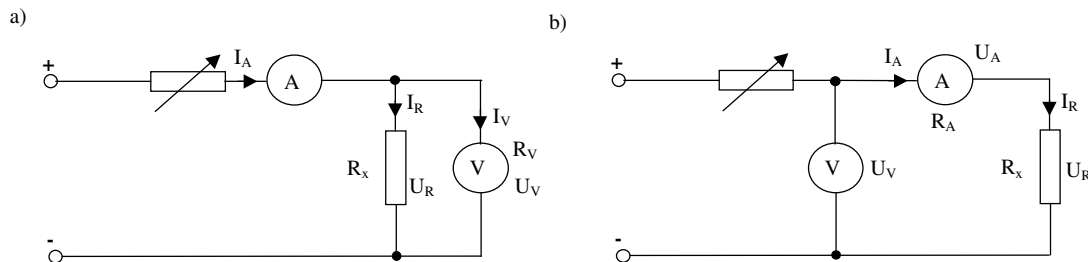 a)
b)
+
I_A
A
I_R
I_V
R_x
U_R
V
R_V
U_V
-
+
I_A
U_A
A
R_A
I_R
V
U_V
R_x
U_R
-